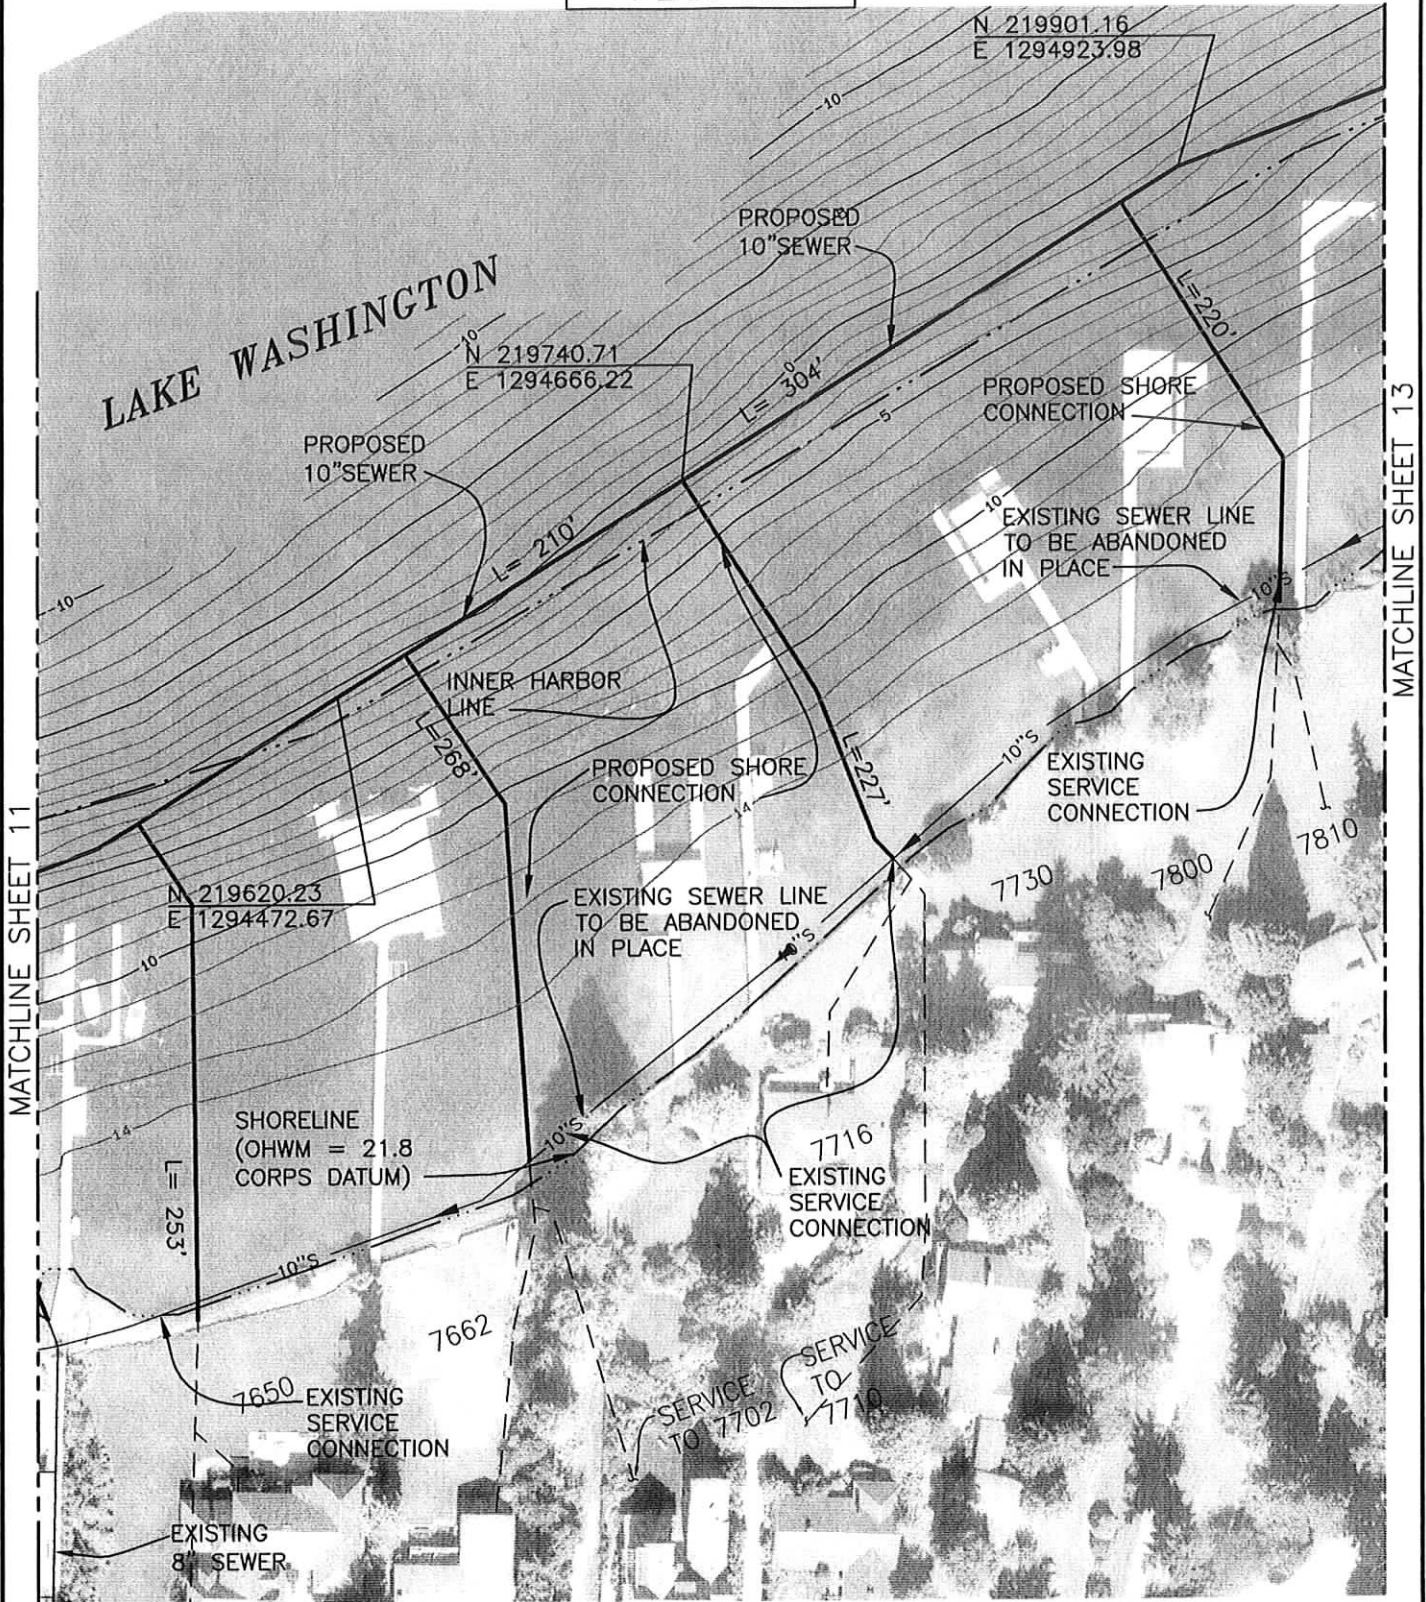 N 219901.16
E 1294923.98
10
PROPOSED
10"SEWER
LAKE WASHINGTON
10
N 219740.71
E 1294666.22
0
L= 304'
5
L=220'
PROPOSED SHORE
CONNECTION
PROPOSED
10"SEWER
10
EXISTING SEWER LINE
TO BE ABANDONED
IN PLACE
10"S
L= 210'
10
INNER HARBOR
LINE
L=268'
PROPOSED SHORE
CONNECTION
14
L=227'
10"S
EXISTING
SERVICE
CONNECTION
7810
7800
7730
N 219620.23
E 1294472.67
10
EXISTING SEWER LINE
TO BE ABANDONED
IN PLACE
10"S
14
SHORELINE
(OHWM = 21.8
CORPS DATUM)
10"S
7716
L= 253'
EXISTING
SERVICE
CONNECTION
10"S
7662
SERVICE
TO
7710
7650
EXISTING
SERVICE
CONNECTION
SERVICE
TO 7702
EXISTING
8" SEWER
MATCHLINE SHEET 11
MATCHLINE SHEET 13